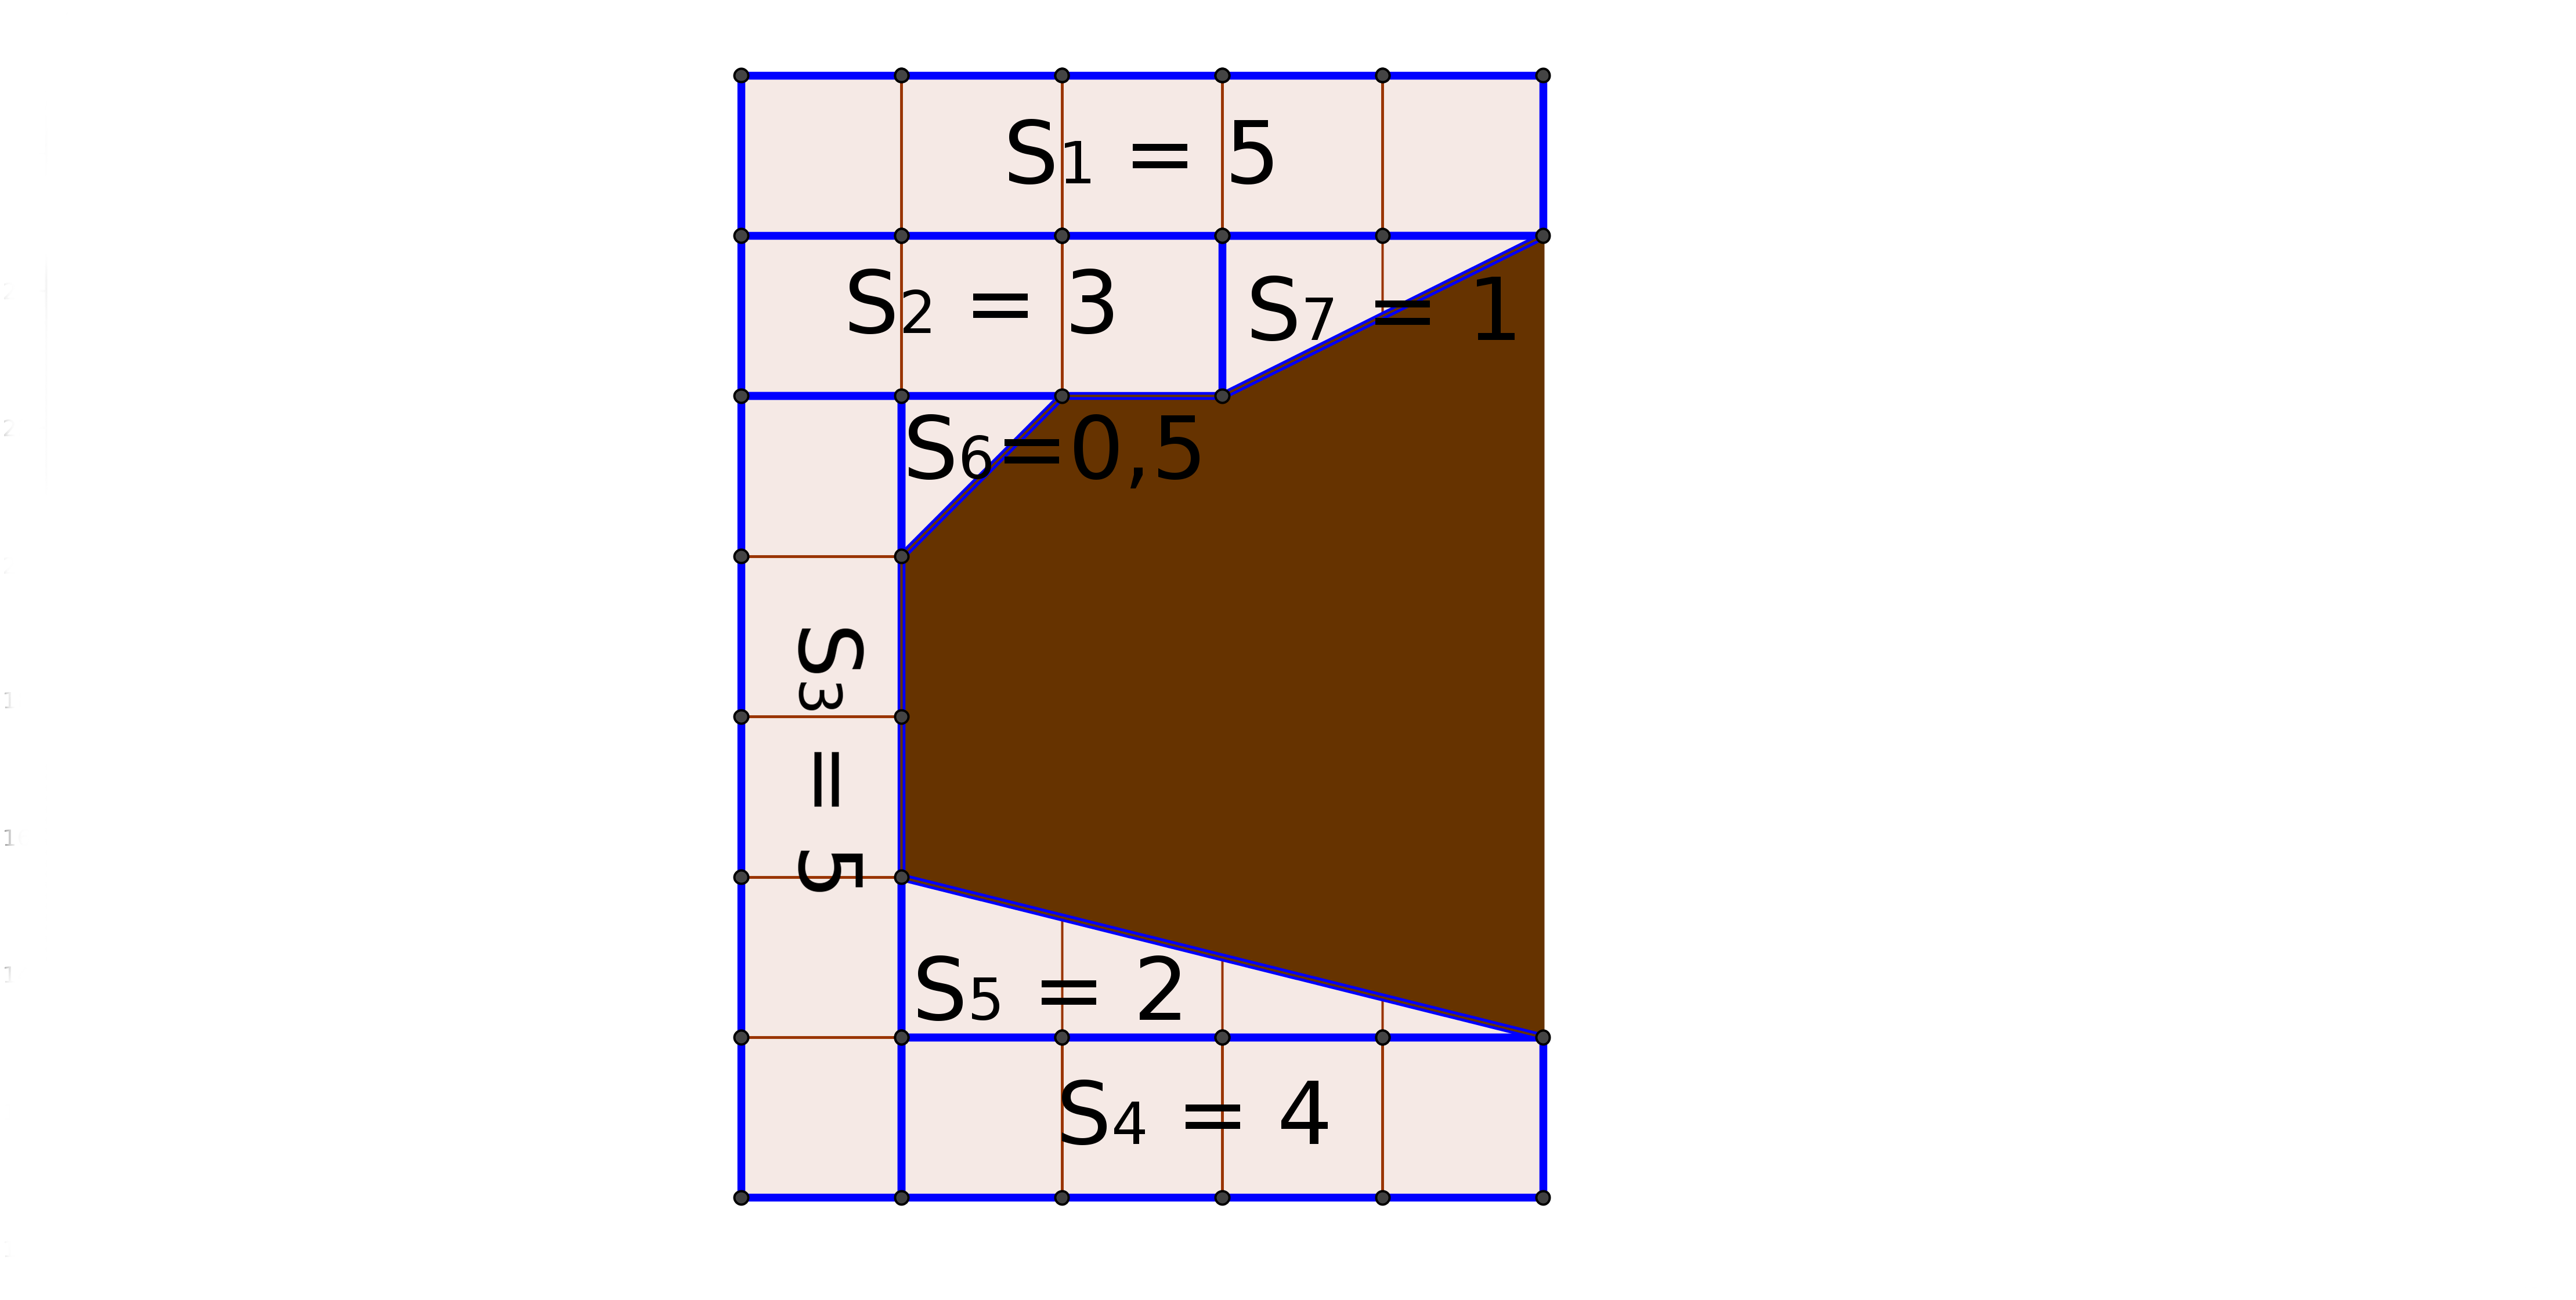 S₁ = 5
S₂ = 3
S₇ = 1
S₆=0,5
S₃ = 5
S₅ = 2
S₄ = 4